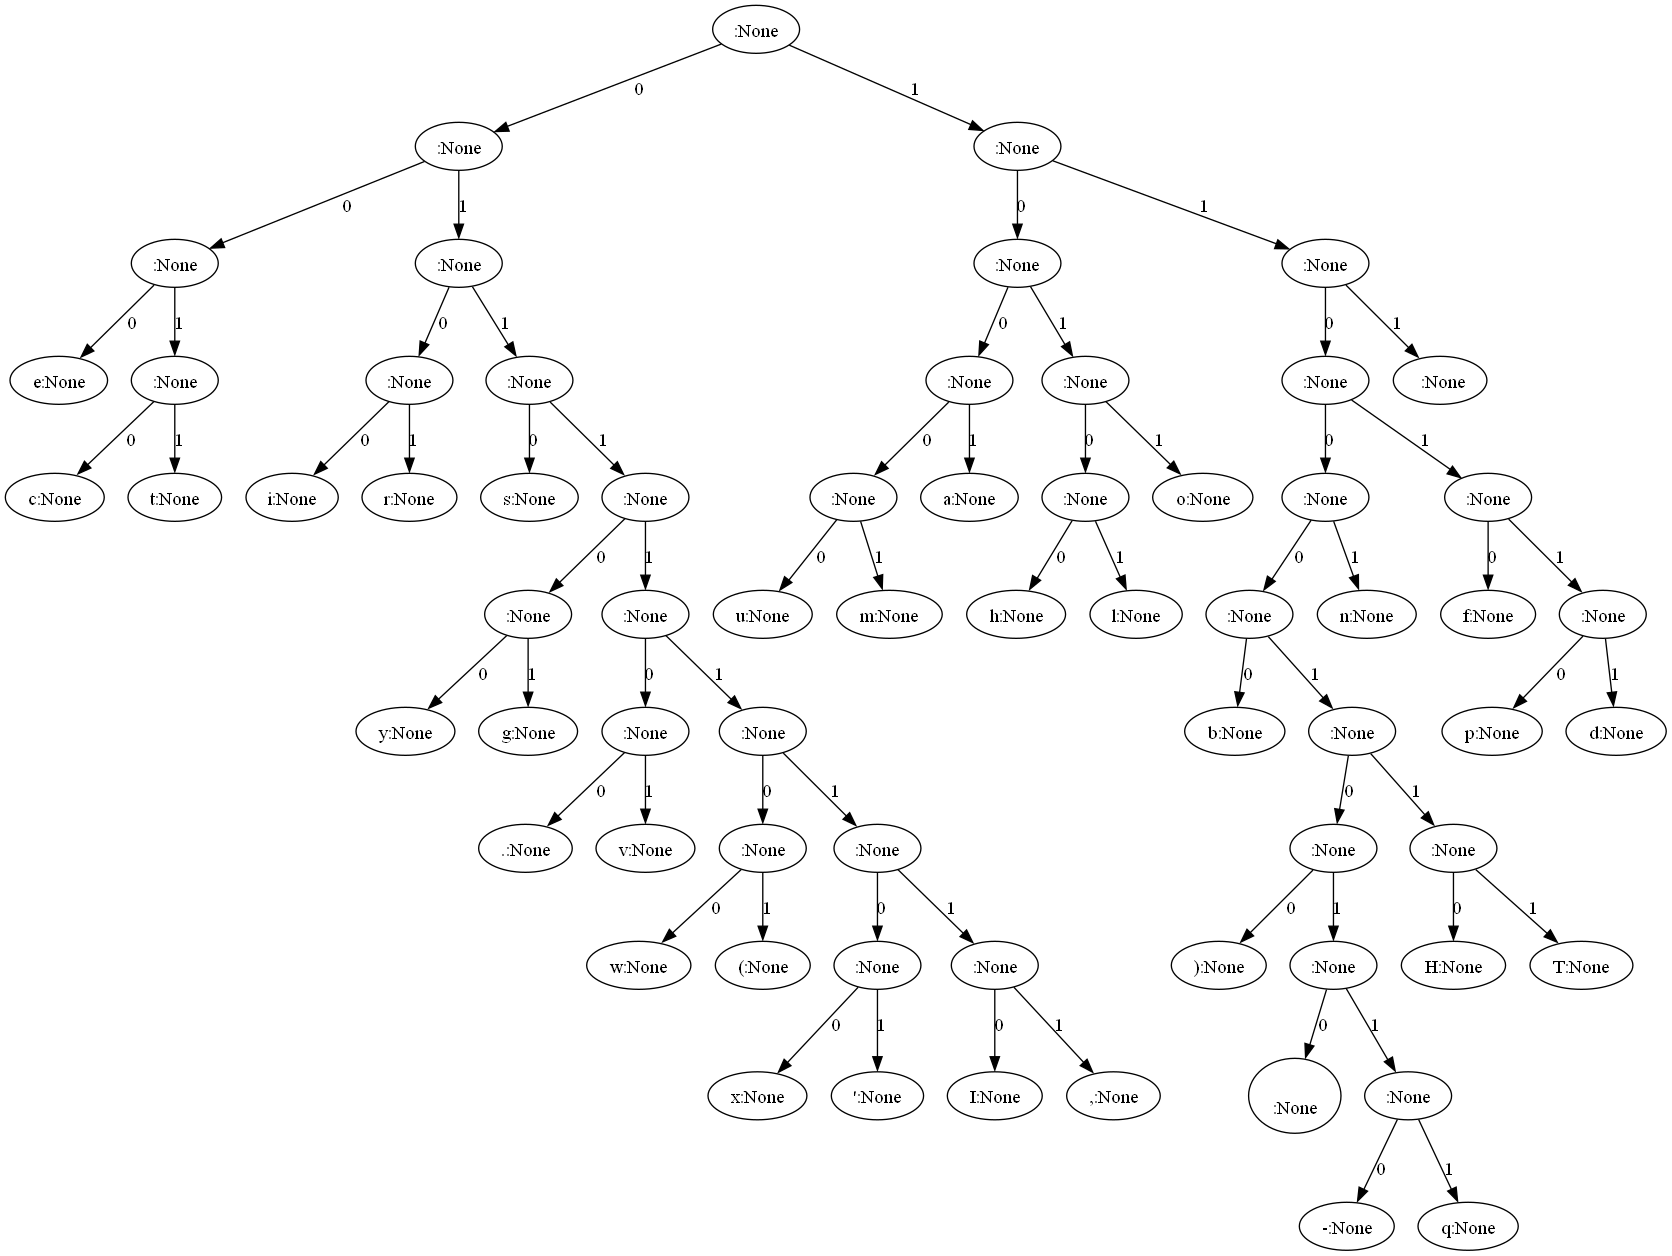 :None
0 1
:None :None
0 1 0 1
:None :None :None :None
0 1 0 1 0 1 0 1
e:None :None :None :None :None :None :None :None
0 1 0 1 0 1 0 1 0 1 0 1
c:None t:None i:None r:None s:None :None :None a:None :None o:None :None :None
0 1 0 1 0 1 0 1 0 1
:None :None u:None m:None h:None l:None :None n:None f:None :None
0 1 0 1 0 1 0 1
y:None g:None :None :None b:None :None p:None d:None
0 1 0 1 0 1
.:None v:None :None :None :None :None
0 1 0 1 0 1 0 1
w:None (:None :None :None ):None :None H:None T:None
0 1 0 1 0 1
x:None ':None I:None ,:None :None :None
0 1
-:None q:None